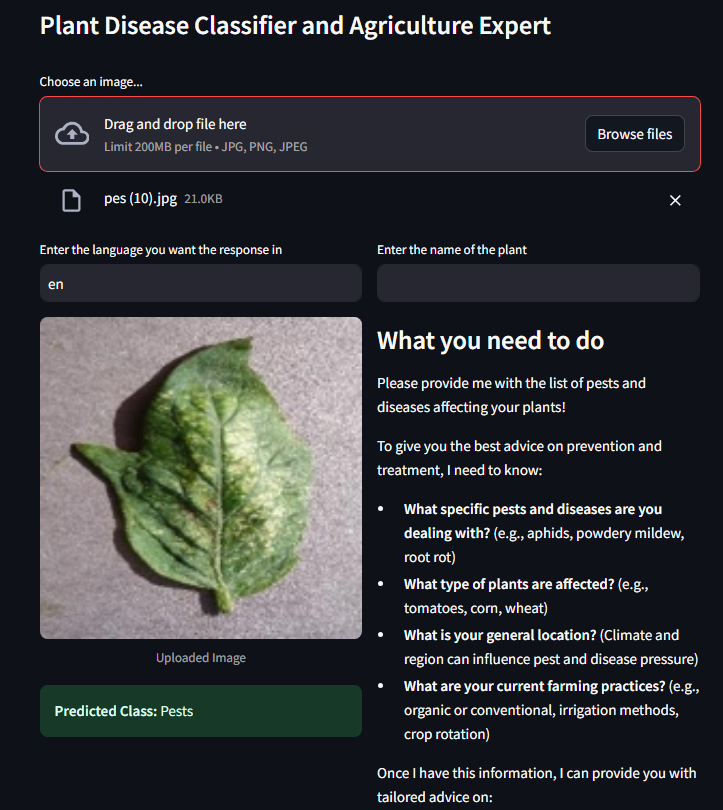 Plant Disease Classifier and Agriculture Expert
Choose an image...
Drag and drop file here
Limit 200MB per file • JPG, PNG, JPEG
Browse files
pes (10).jpg 21.0KB
Enter the language you want the response in
en
Enter the name of the plant
Uploaded Image
Predicted Class: Pests
What you need to do
Please provide me with the list of pests and
diseases affecting your plants!
To give you the best advice on prevention and
treatment, I need to know:
• What specific pests and diseases are you
dealing with? (e.g., aphids, powdery mildew,
root rot)
• What type of plants are affected? (e.g.,
tomatoes, corn, wheat)
• What is your general location? (Climate and
region can influence pest and disease pressure)
• What are your current farming practices? (e.g.,
organic or conventional, irrigation methods,
crop rotation)
Once I have this information, I can provide you with
tailored advice on: